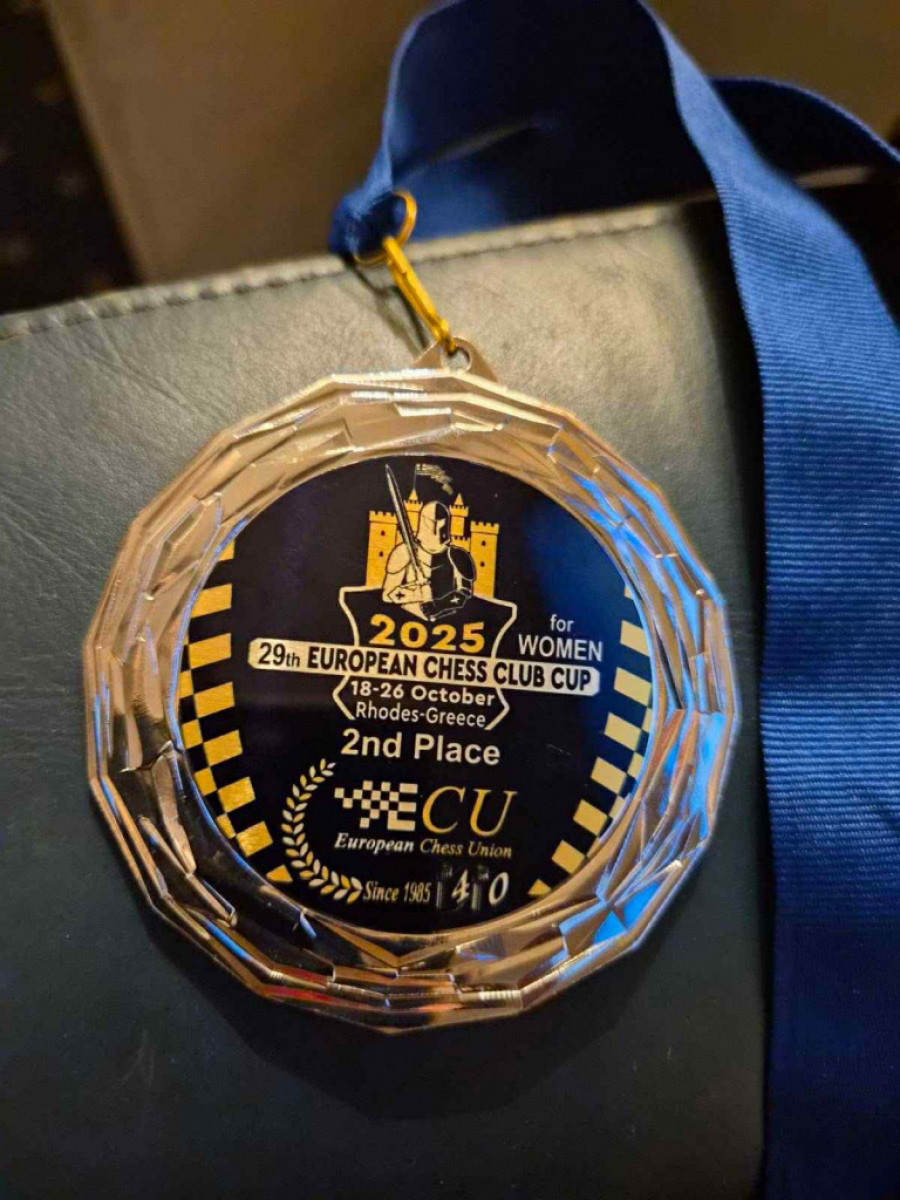 2025
for
WOMEN
29th EUROPEAN CHESS CLUB CUP
18-26 October
Rhodes-Greece
2nd Place
ECU
European Chess Union
Since 1985 40